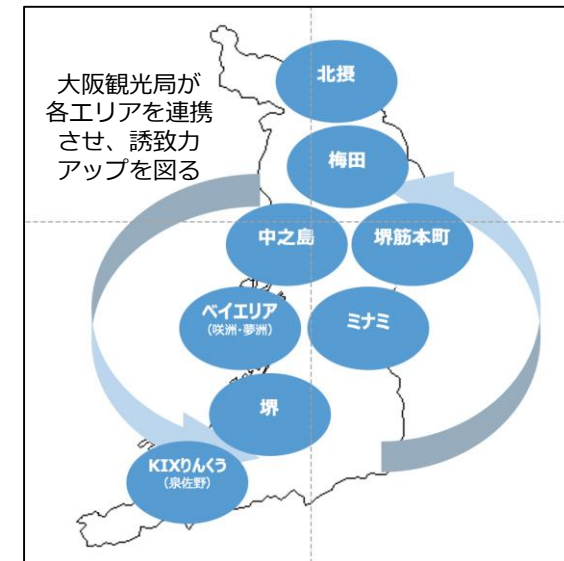 大阪観光局が
各エリアを連携
させ、誘致力
アップを図る
北摂
梅田
中之島
堺筋本町
ベイエリア
（咲洲・夢洲）
ミナミ
堺
KIXりんくう
（泉佐野）